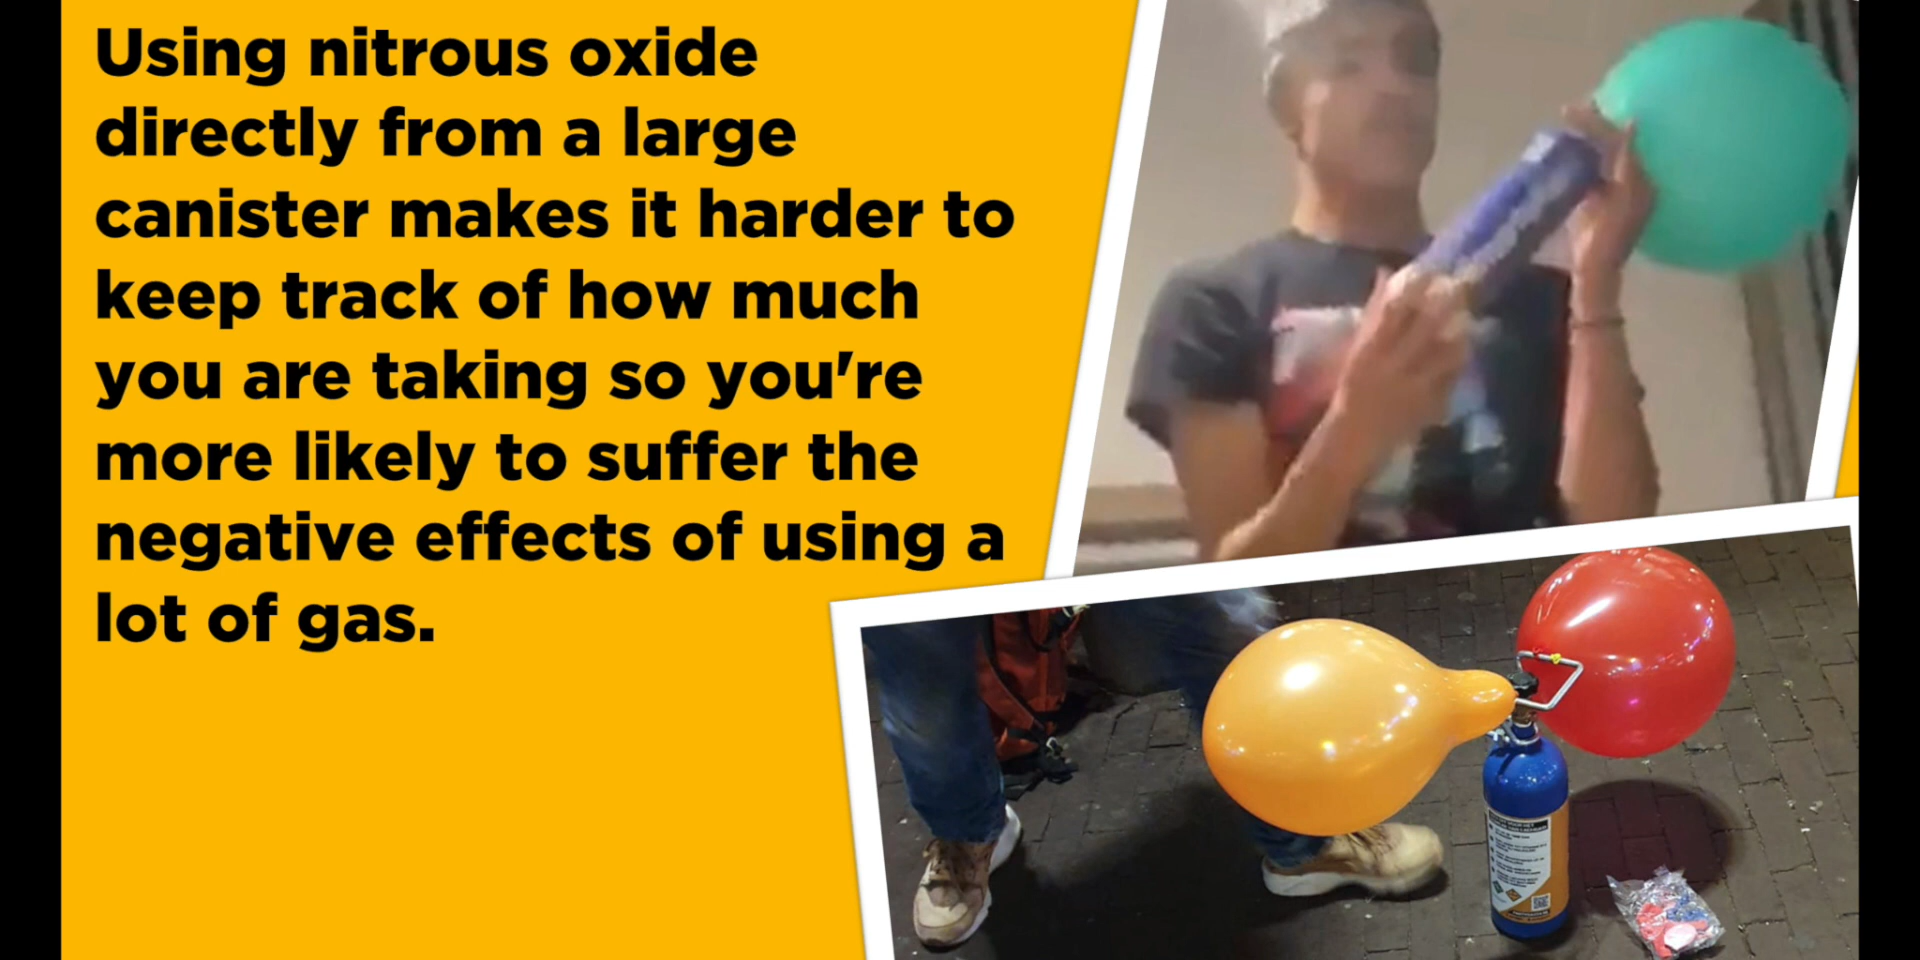 Using nitrous oxide
directly from a large
canister makes it harder to
keep track of how much
you are taking so you're
more likely to suffer the
negative effects of using a
lot of gas.